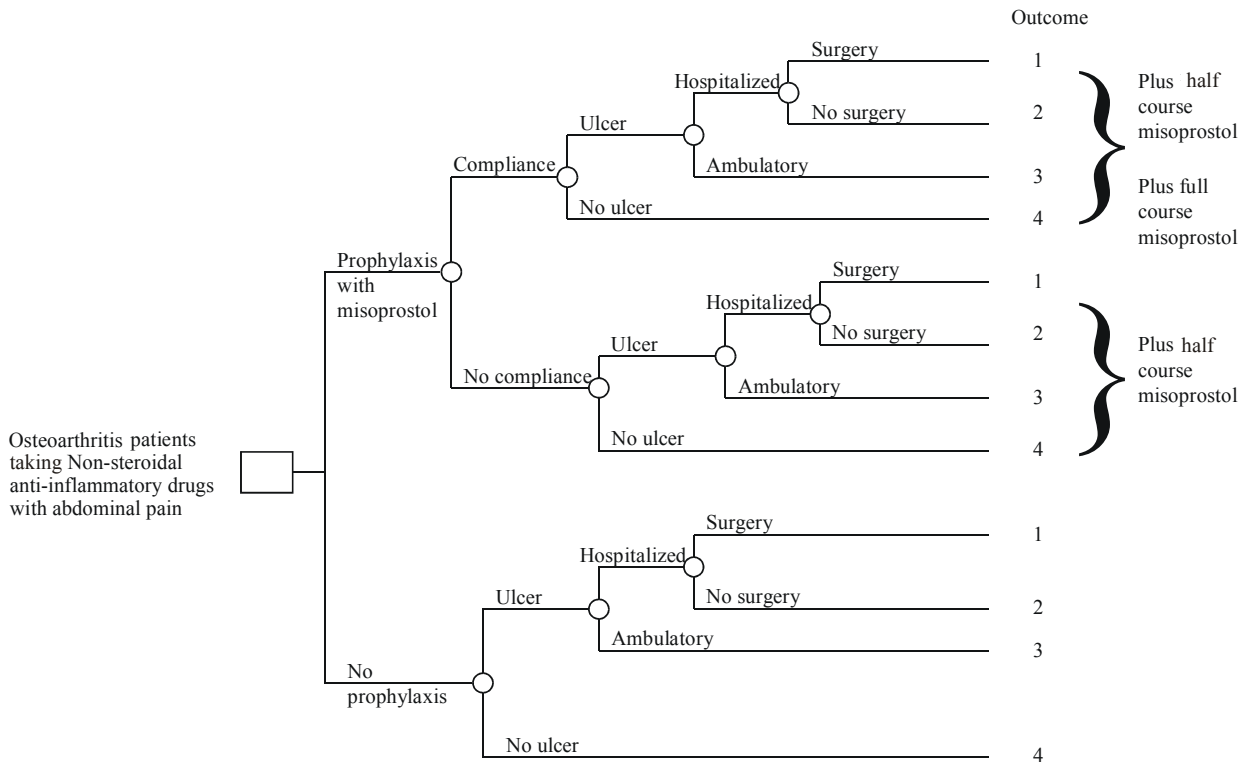 Outcome
Surgery
1
Hospitalized
Plus half
course
misoprostol
No surgery
2
Ulcer
Compliance
Ambulatory
3
Plus full
course
misoprostol
No ulcer
4
Prophylaxis
with
misoprostol
Surgery
1
Hospitalized
No surgery
2
Ulcer
Plus half
course
misoprostol
No compliance
Ambulatory
3
No ulcer
4
Osteoarthritis patients
taking Non-steroidal
anti-inflammatory drugs
with abdominal pain
Surgery
1
Hospitalized
Ulcer
No surgery
2
Ambulatory
3
No
prophylaxis
No ulcer
4